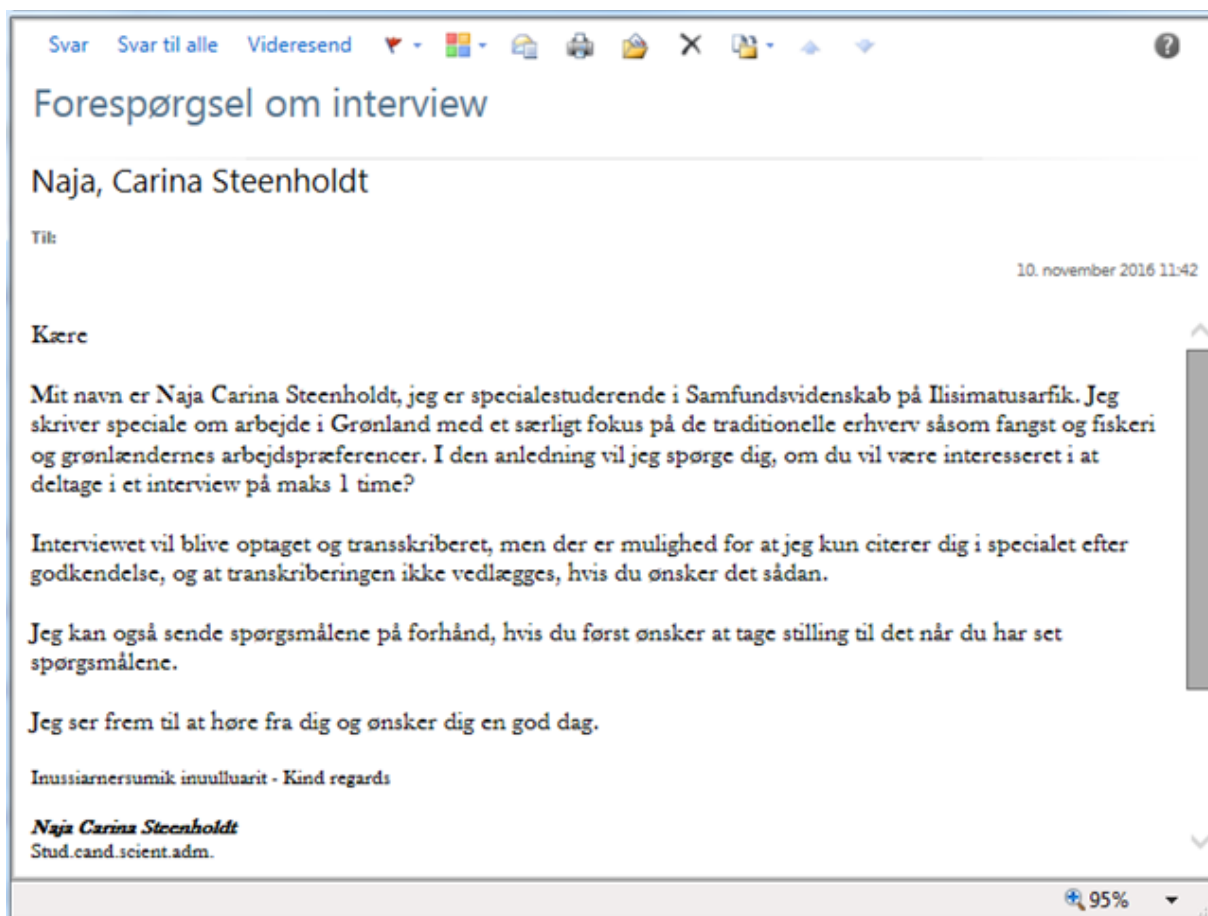 Svar Svar til alle Videresend
Forespørgsel om interview
Naja, Carina Steenholdt
Til:
10. november 2016 11:42
Kære
Mit navn er Naja Carina Steenholdt, jeg er specialestuderende i Samfundsvidenskab på Ilisimatusarfik. Jeg
skriver speciale om arbejde i Grønland med et særligt fokus på de traditionelle erhverv såsom fangst og fiskeri
og grønlændernes arbejdspræferencer. I den anledning vil jeg spørge dig, om du vil være interesseret i at
deltage i et interview på maks 1 time?
Interviewet vil blive optaget og transskriberet, men der er mulighed for at jeg kun citerer dig i specialet efter
godkendelse, og at transkriberingen ikke vedlægges, hvis du ønsker det sådan.
Jeg kan også sende spørgsmålene på forhånd, hvis du først ønsker at tage stilling til det når du har set
spørgsmålene.
Jeg ser frem til at høre fra dig og ønsker dig en god dag.
Inussiarnersumik inuulluarit - Kind regards
Naja Carina Steenholdt
Stud.cand.scient.adm.
95%